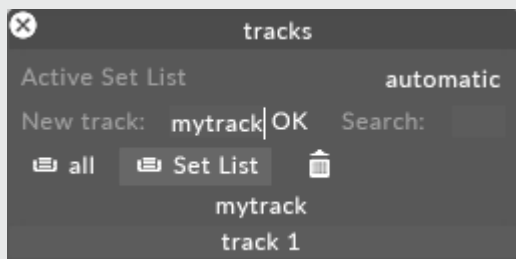 tracks
Active Set List automatic
New track: mytrack OK Search:
all Set List
mytrack
track 1